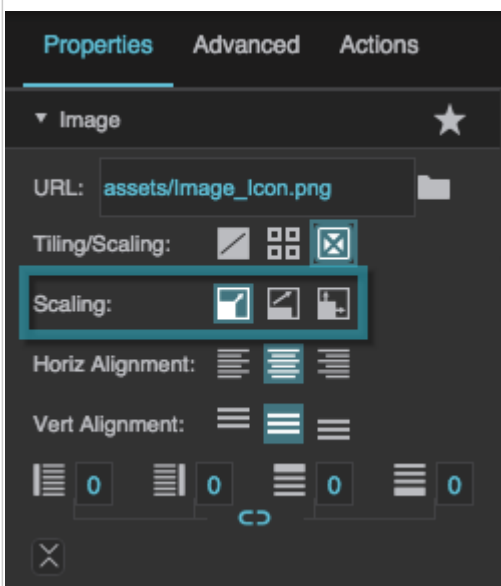 Properties Advanced Actions
Image
URL: assets/Image_Icon.png
Tiling/Scaling:
Scaling:
Horiz Alignment:
Vert Alignment:
0 0 0 0